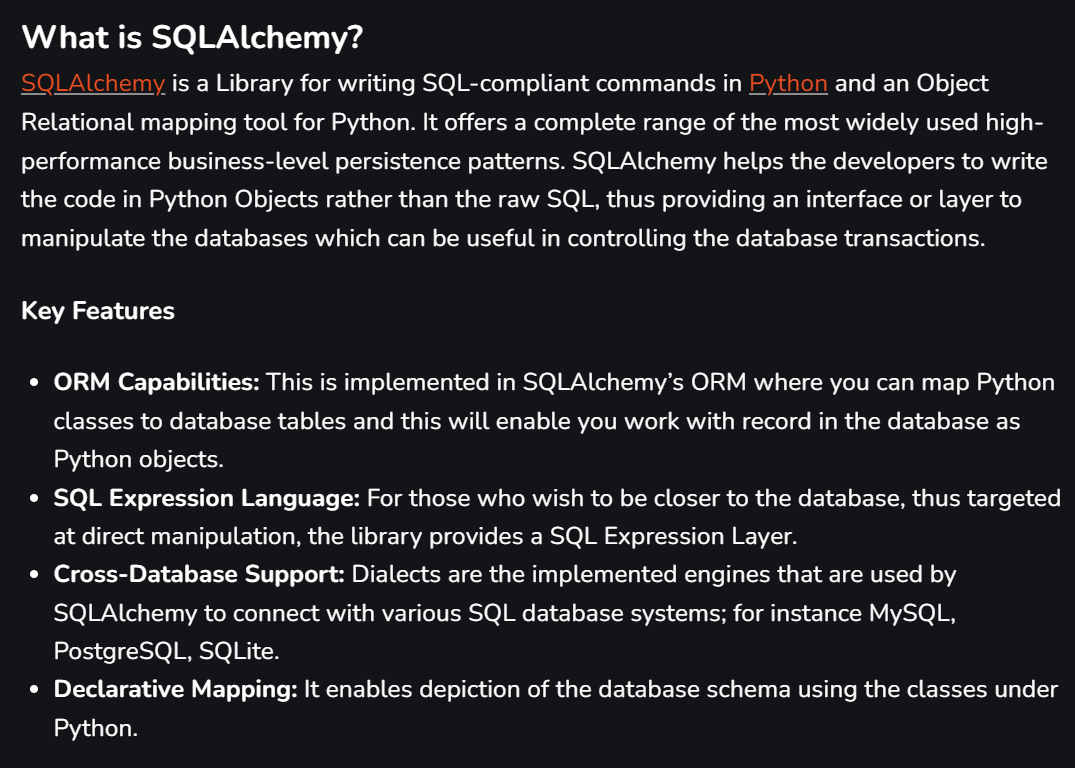 What is SQLAlchemy?
SQLAlchemy is a Library for writing SQL-compliant commands in Python and an Object
Relational mapping tool for Python. It offers a complete range of the most widely used high-
performance business-level persistence patterns. SQLAlchemy helps the developers to write
the code in Python Objects rather than the raw SQL, thus providing an interface or layer to
manipulate the databases which can be useful in controlling the database transactions.
Key Features
• ORM Capabilities: This is implemented in SQLAlchemy’s ORM where you can map Python
classes to database tables and this will enable you work with record in the database as
Python objects.
• SQL Expression Language: For those who wish to be closer to the database, thus targeted
at direct manipulation, the library provides a SQL Expression Layer.
• Cross-Database Support: Dialects are the implemented engines that are used by
SQLAlchemy to connect with various SQL database systems; for instance MySQL,
PostgreSQL, SQLite.
• Declarative Mapping: It enables depiction of the database schema using the classes under
Python.